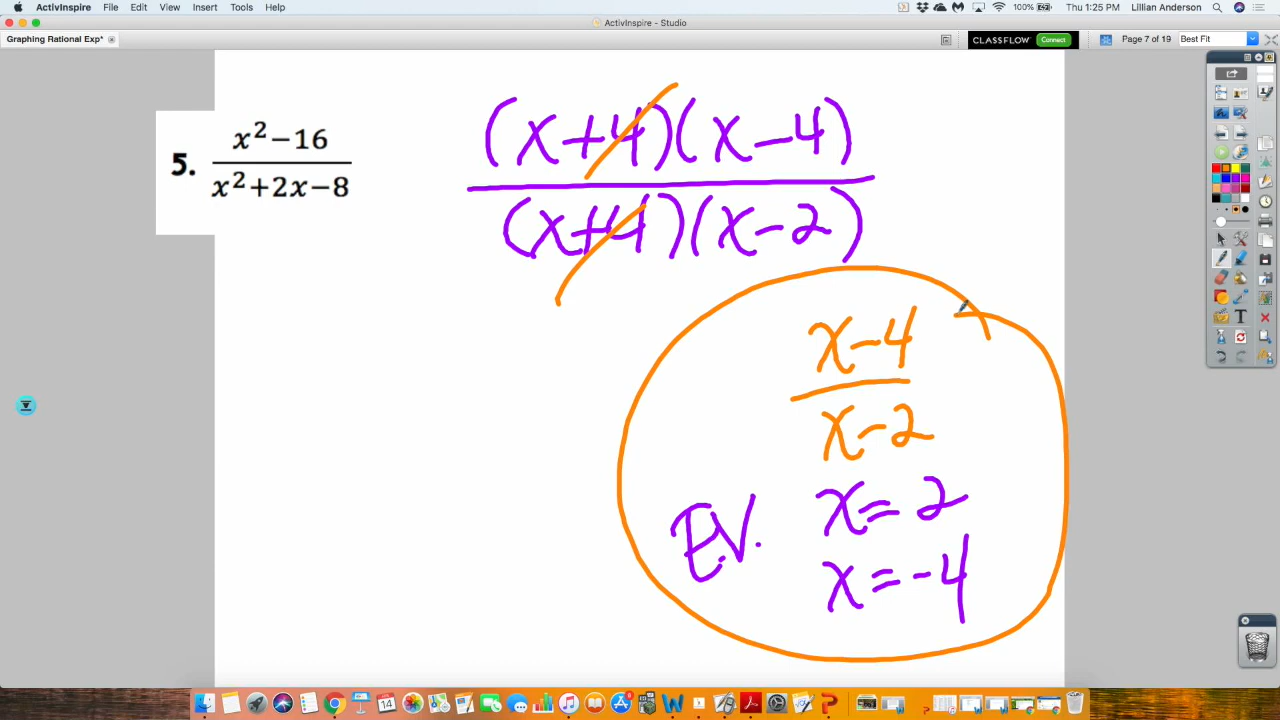 ActivInspire File Edit View Insert Tools Help 100% Thu 1:25 PM Lillian Anderson
ActivInspire - Studio
Graphing Rational Exp* CLASSFLOW Connect Page 7 of 19 Best Fit
5. x²-16
x²+2x-8
(x+4)(x-4)
(x+4)(x-2)
x-4
x-2
E.V. x=2
x=-4